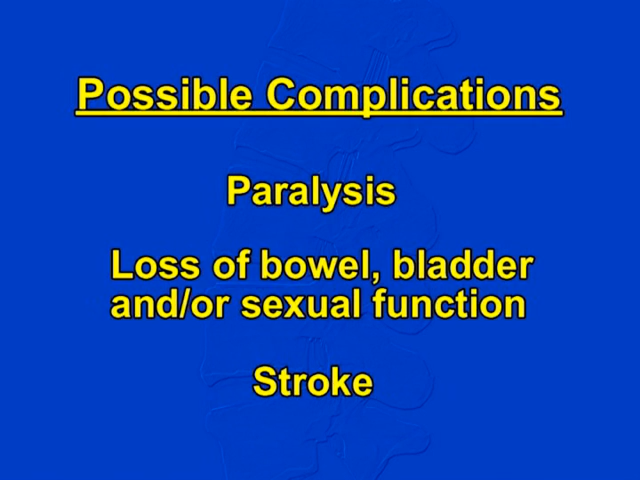 Possible Complications
Paralysis
Loss of bowel, bladder
and/or sexual function
Stroke